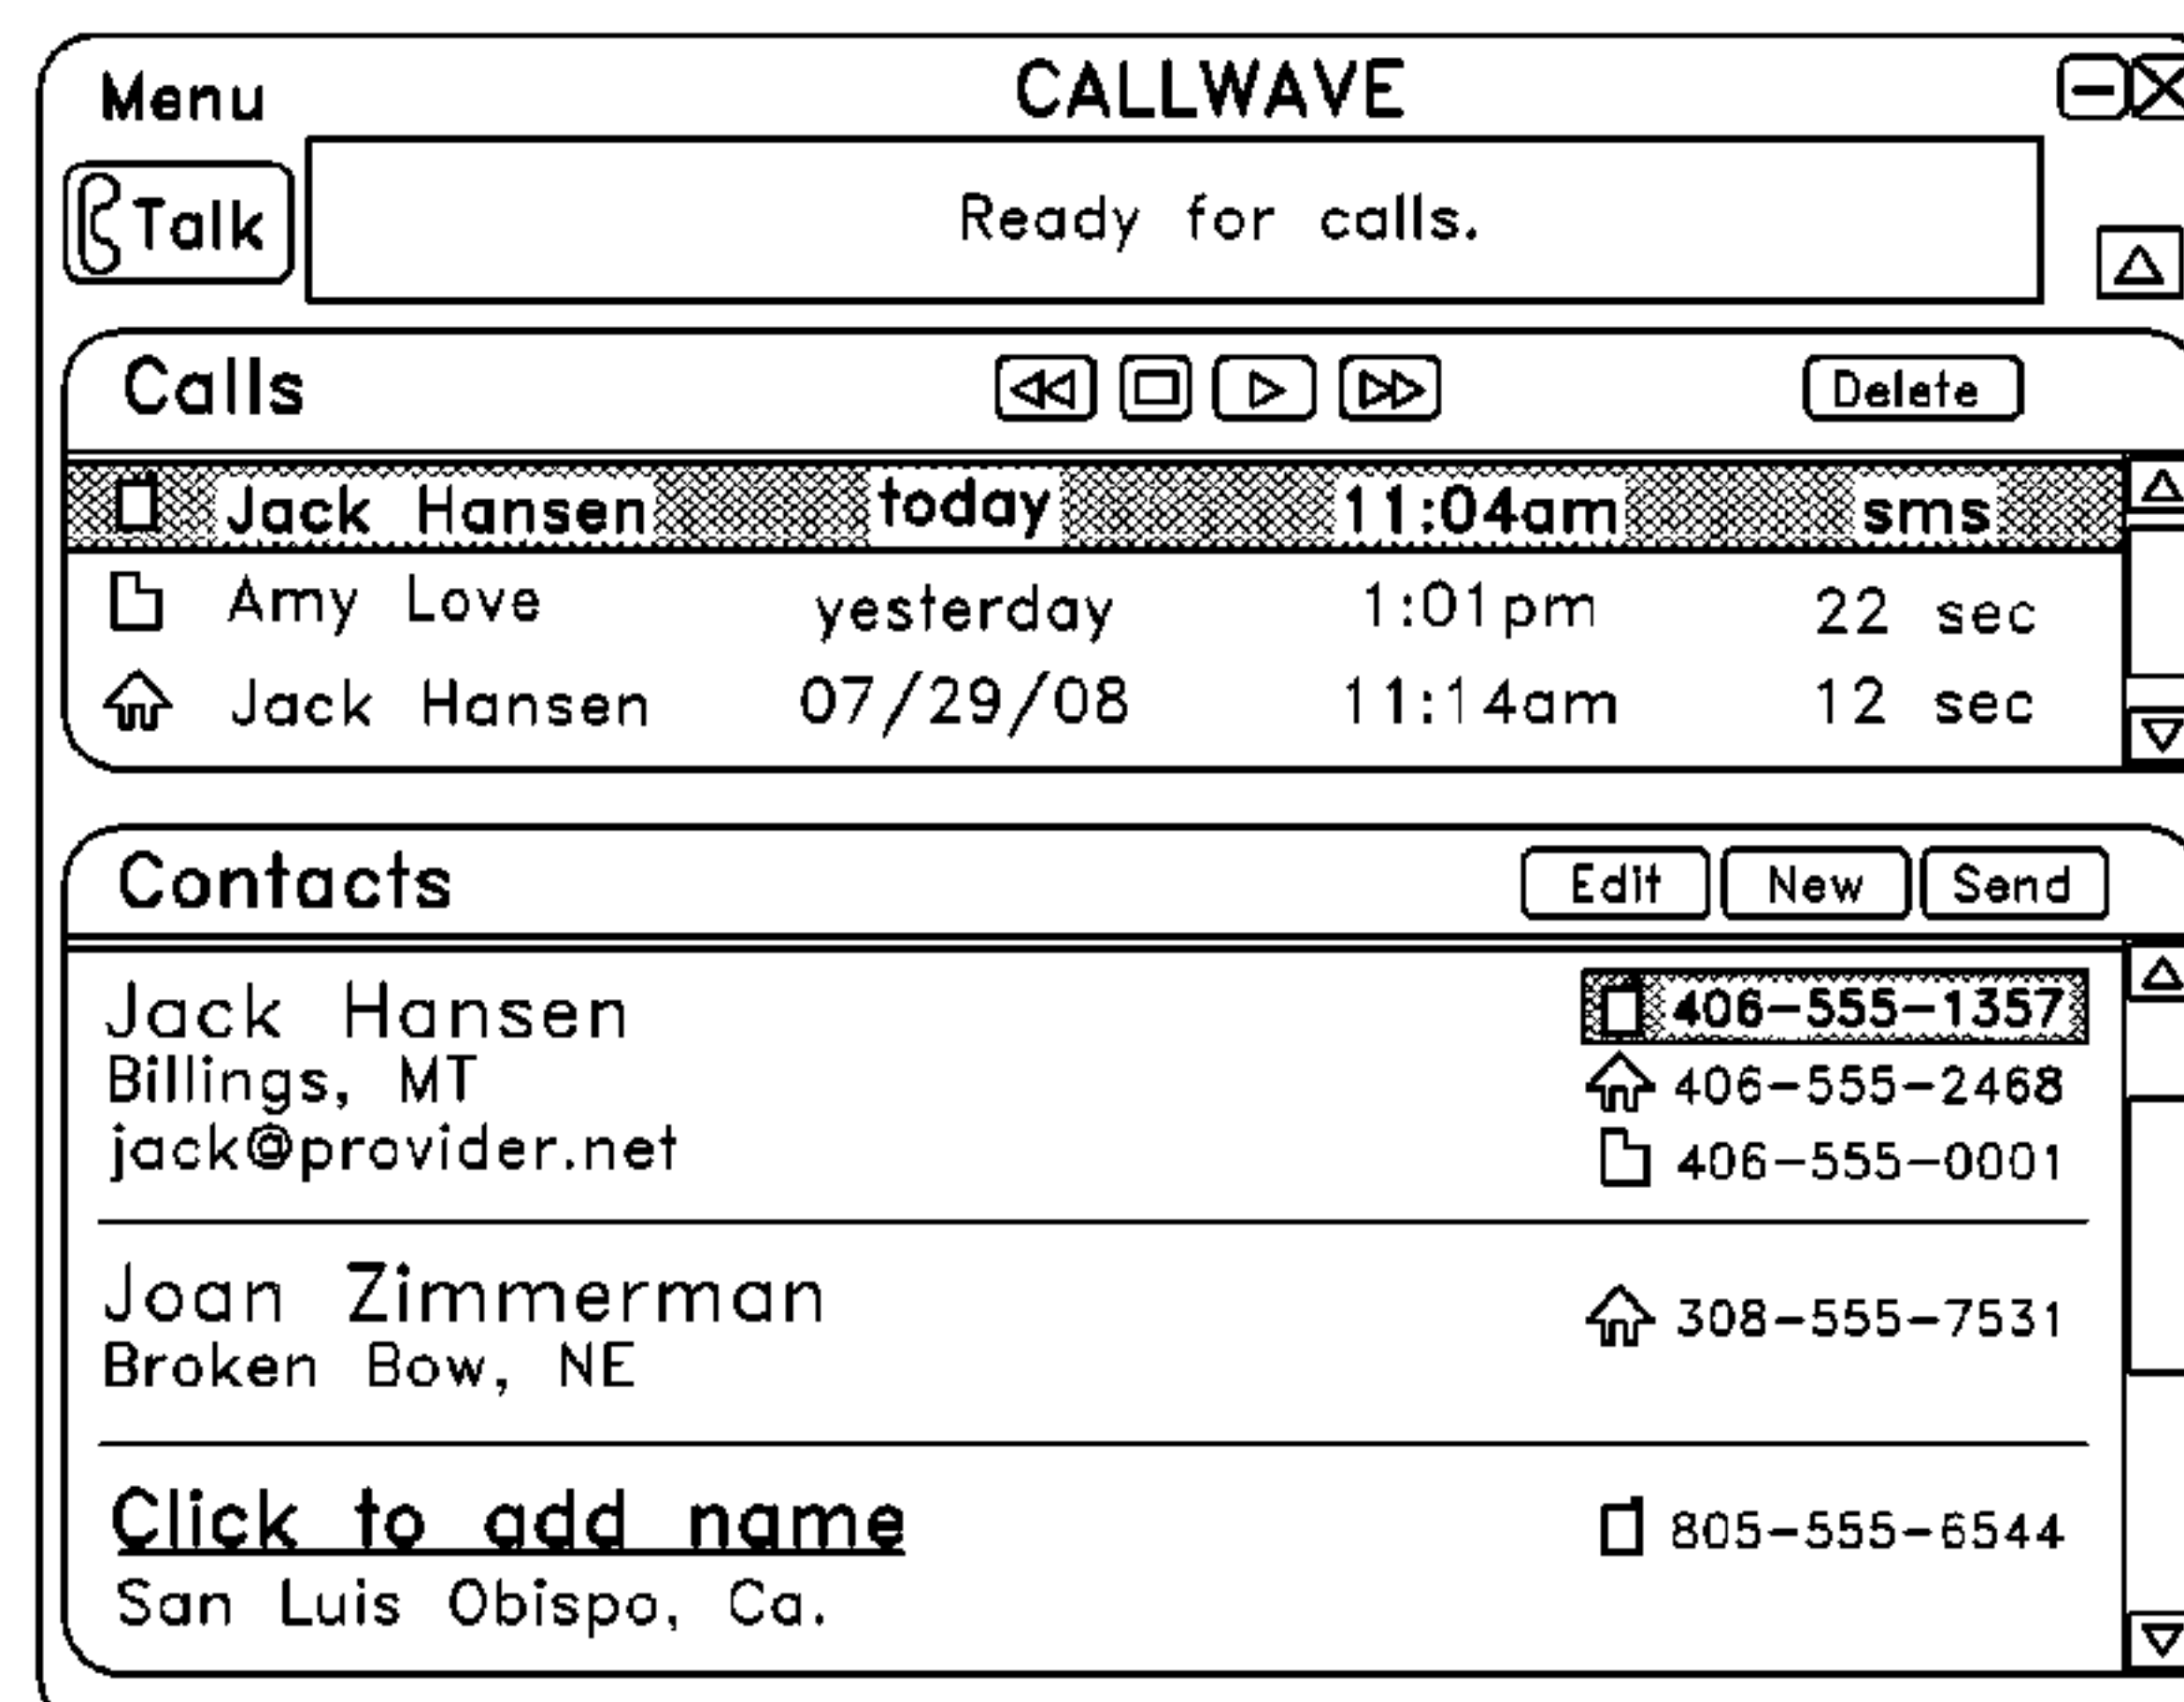 Menu CALLWAVE
Talk Ready for calls.
Calls Delete
Jack Hansen today 11:04am sms
Amy Love yesterday 1:01pm 22 sec
Jack Hansen 07/29/08 11:14am 12 sec
Contacts Edit New Send
Jack Hansen 406-555-1357
Billings, MT 406-555-2468
jack@provider.net 406-555-0001
Joan Zimmerman 308-555-7531
Broken Bow, NE
Click to add name 805-555-6544
San Luis Obispo, Ca.